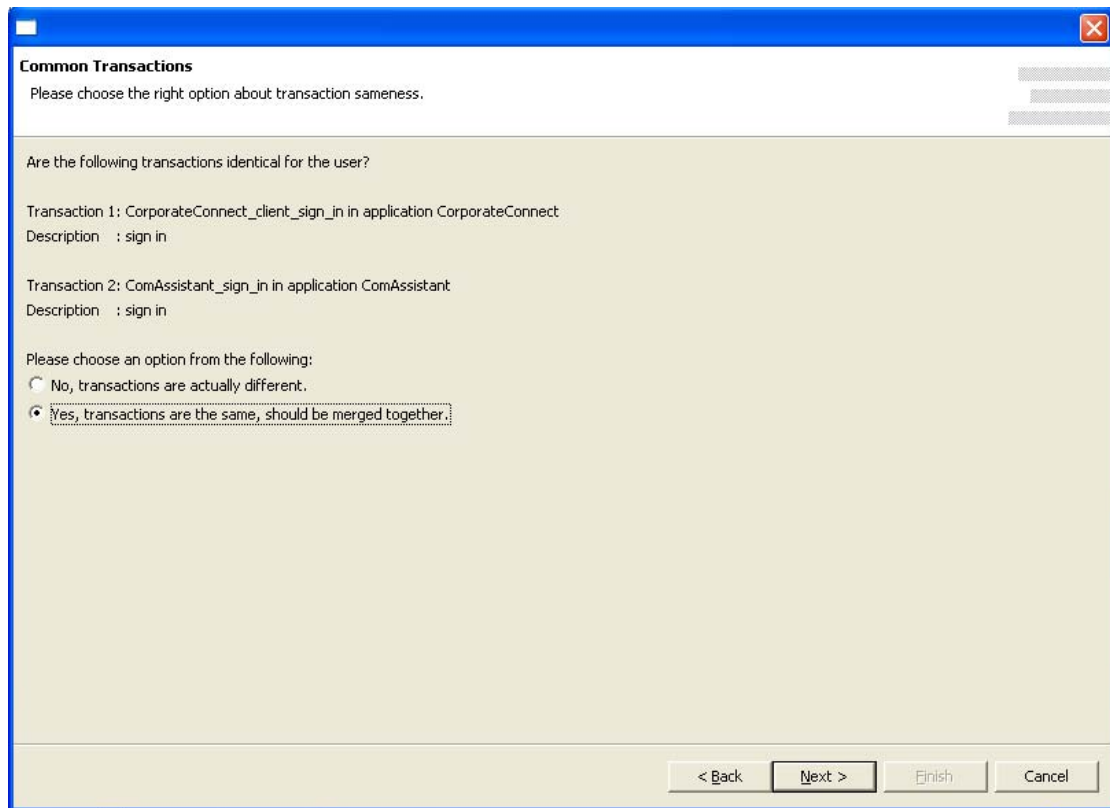 Common Transactions
Please choose the right option about transaction sameness.
Are the following transactions identical for the user?
Transaction 1: CorporateConnect_client_sign_in in application CorporateConnect
Description : sign in
Transaction 2: ComAssistant_sign_in in application ComAssistant
Description : sign in
Please choose an option from the following:
No, transactions are actually different.
Yes, transactions are the same, should be merged together.
< Back Next > Finish Cancel